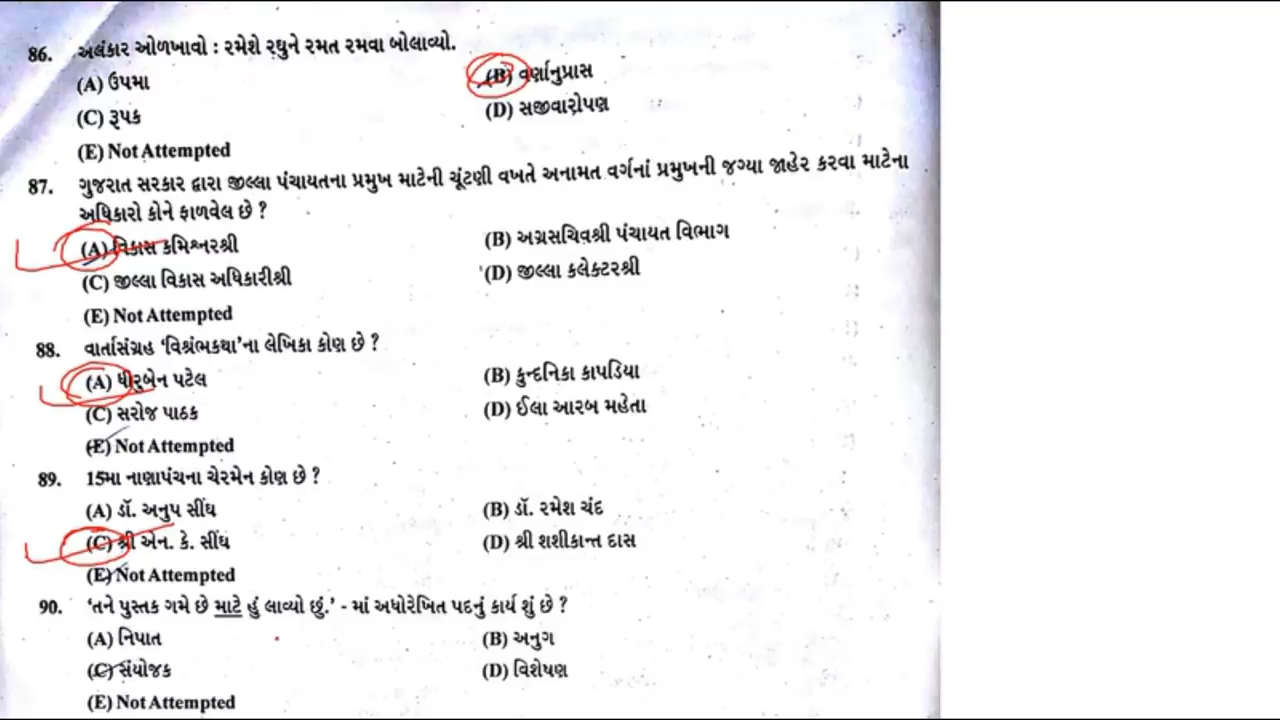 86. અલંકાર ઓળખાવો : રમેશે રઘુને રમત રમવા બોલાવ્યો.
(A) ઉપમા (B) વર્ણાનુપ્રાસ
(C) રૂપક (D) સજીવારોપણ
(E) Not Attempted
87. ગુજરાત સરકાર દ્વારા જીલ્લા પંચાયતના પ્રમુખ માટેની ચૂંટણી વખતે અનામત વર્ગનાં પ્રમુખની જગ્યા જાહેર કરવા માટેના
અધિકારો કોને ફાળવેલ છે ?
(A) વિકાસ કમિશ્નરશ્રી (B) અગ્રસચિવશ્રી પંચાયત વિભાગ
(C) જીલ્લા વિકાસ અધિકારીશ્રી (D) જીલ્લા કલેક્ટરશ્રી
(E) Not Attempted
88. વાર્તાસંગ્રહ ‘વિશ્રંભકથા’ના લેખિકા કોણ છે ?
(A) ધીરુબેન પટેલ (B) કુન્દનિકા કાપડિયા
(C) સરોજ પાઠક (D) ઈલા આરબ મહેતા
(E) Not Attempted
89. 15મા નાણાપંચના ચેરમેન કોણ છે ?
(A) ડૉ. અનુપ સીંઘ (B) ડૉ. રમેશ ચંદ
(C) શ્રી એન. કે. સીંઘ (D) શ્રી શશીકાન્ત દાસ
(E) Not Attempted
90. ‘તને પુસ્તક ગમે છે માટે હું લાવ્યો છું.’ - માં અધોરેખિત પદનું કાર્ય શું છે ?
(A) નિપાત (B) અનુગ
(C) સંયોજક (D) વિશેષણ
(E) Not Attempted